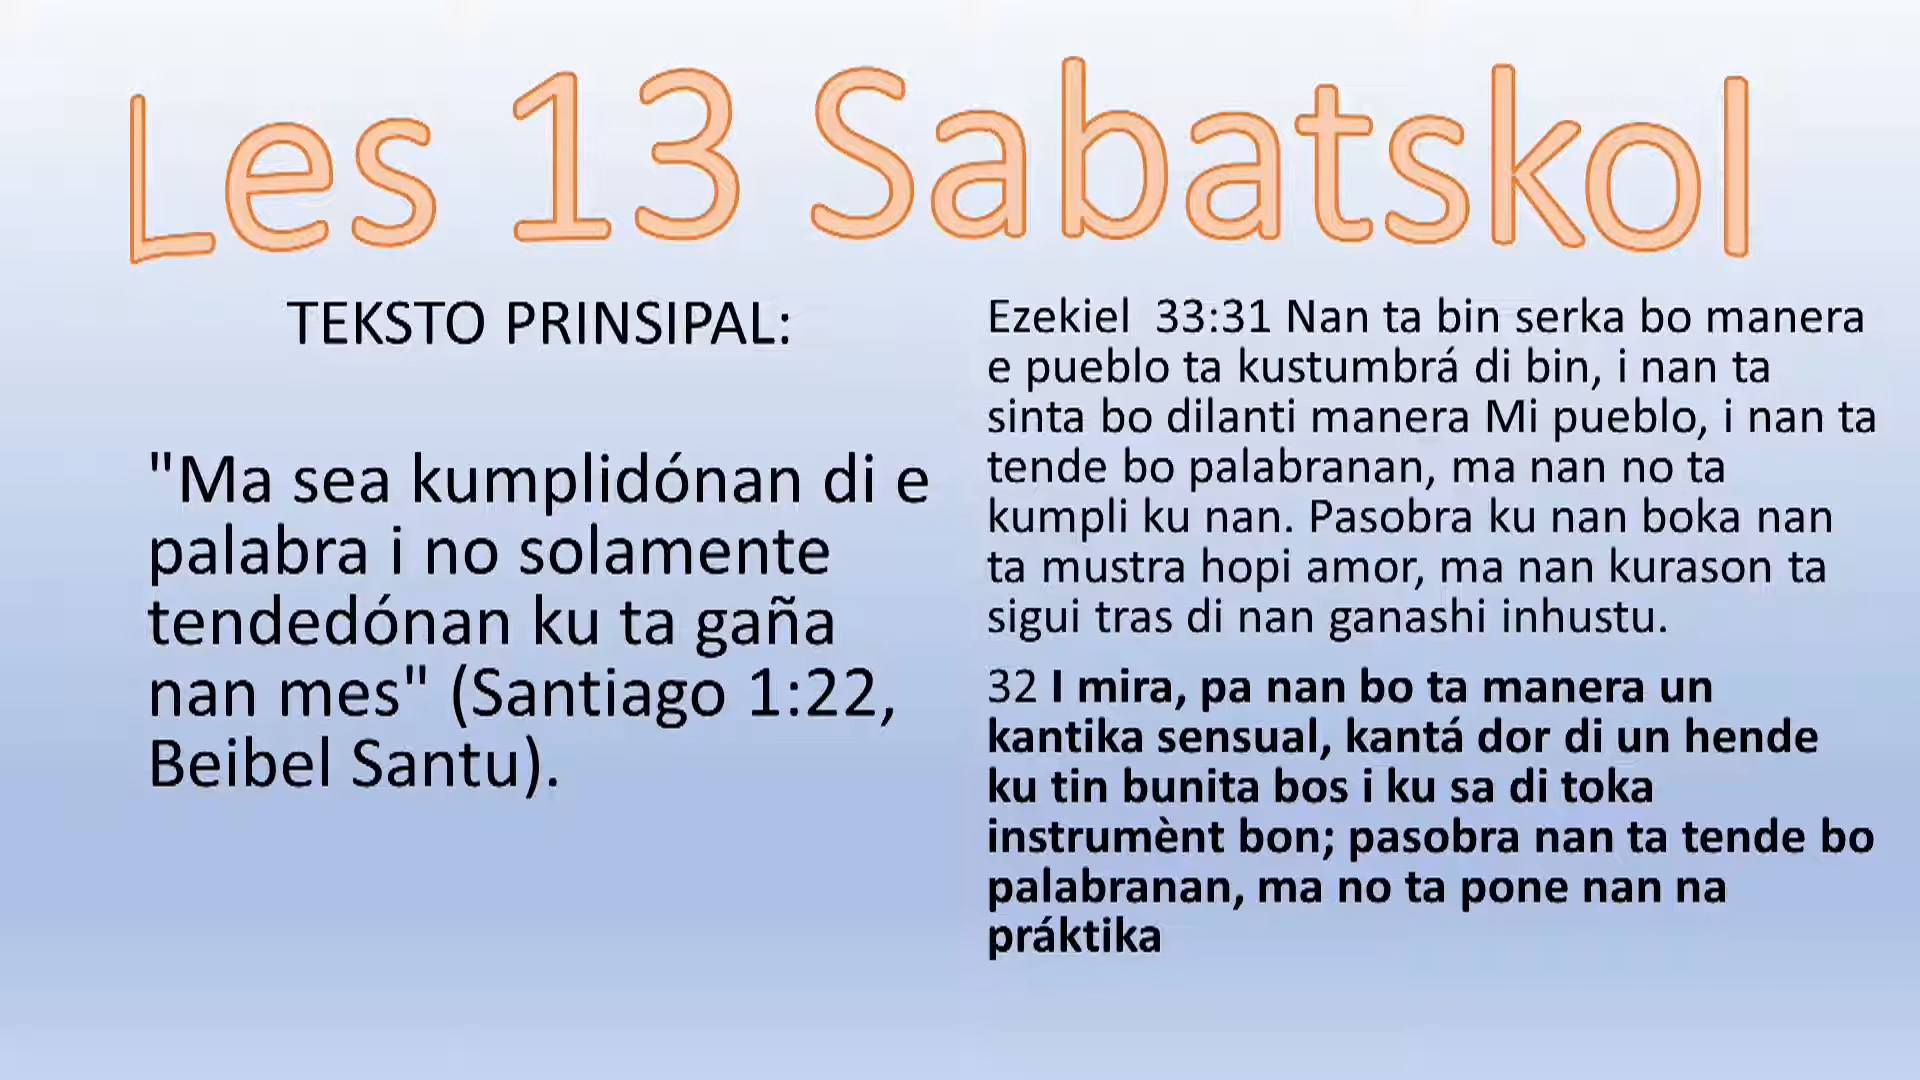 Les 13 Sabatskol
TEKSTO PRINSIPAL:
"Ma sea kumplidónan di e
palabra i no solamente
tendedónan ku ta gaña
nan mes" (Santiago 1:22,
Beibel Santu).
Ezekiel  33:31 Nan ta bin serka bo manera
e pueblo ta kustumbrá di bin, i nan ta
sinta bo dilanti manera Mi pueblo, i nan ta
tende bo palabranan, ma nan no ta
kumpli ku nan. Pasobra ku nan boka nan
ta mustra hopi amor, ma nan kurason ta
sigui tras di nan ganashi inhustu.
32 I mira, pa nan bo ta manera un
kantika sensual, kantá dor di un hende
ku tin bunita bos i ku sa di toka
instrumènt bon; pasobra nan ta tende bo
palabranan, ma no ta pone nan na
práktika